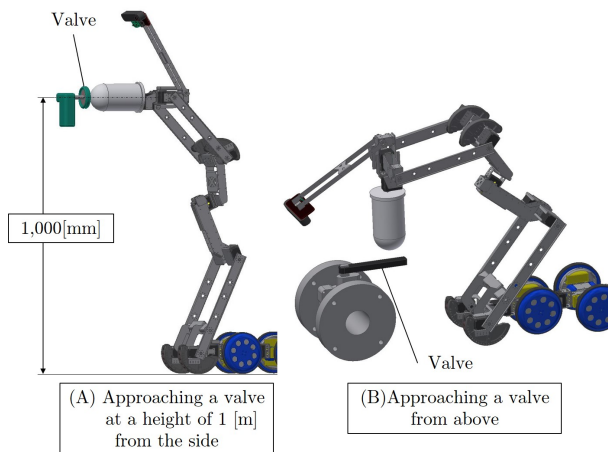 Valve
1,000[mm]
Valve
(A) Approaching a valve
at a height of 1 [m]
from the side
(B)Approaching a valve
from above